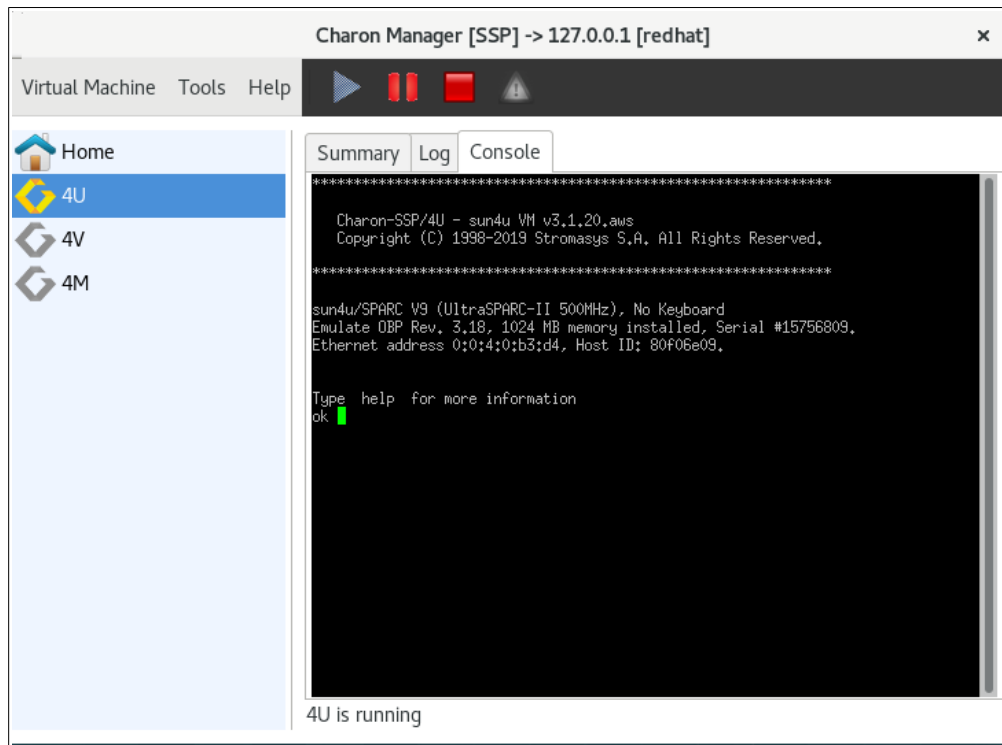 Charon Manager [SSP] -> 127.0.0.1 [redhat]
Virtual Machine Tools Help
Home
4U
4V
4M
Summary Log Console
***************************************************************
Charon-SSP/4U - sun4u VM v3.1.20.aws
Copyright (C) 1998-2019 Stromasys S.A. All Rights Reserved.
***************************************************************
sun4u/SPARC V9 (UltraSPARC-II 500MHz), No Keyboard
Emulate OBP Rev. 3.18, 1024 MB memory installed, Serial #15756809.
Ethernet address 0:0:4:0:b3:d4, Host ID: 80f06e09.
Type help for more information
ok
4U is running